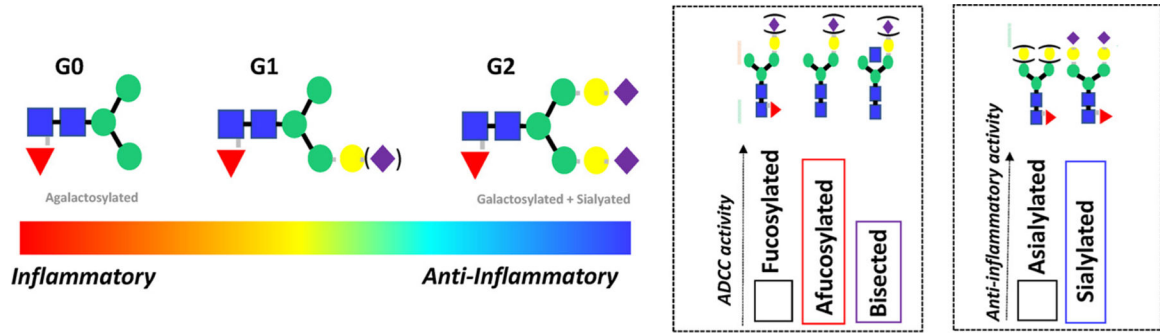 G0
G1
G2
Agalactosylated
Galactosylated + Sialyated
Inflammatory
Anti-Inflammatory
ADCC activity
Fucosylated
Afucosylated
Bisected
Anti-inflammatory activity
Asialylated
Sialylated